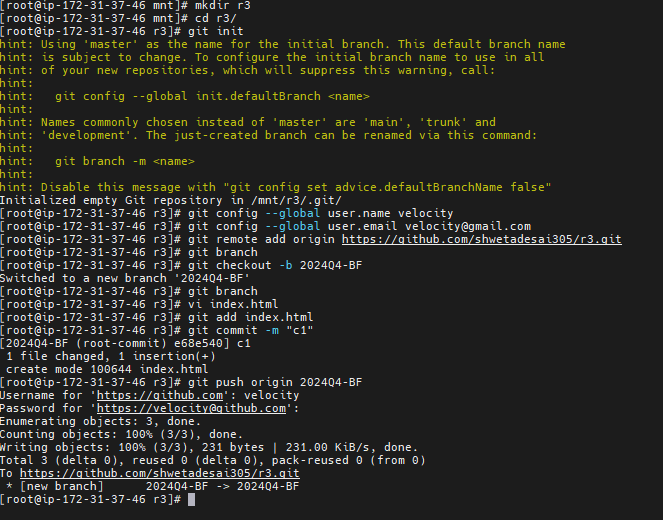 [root@ip-172-31-37-46 mnt]# mkdir r3
[root@ip-172-31-37-46 mnt]# cd r3/
[root@ip-172-31-37-46 r3]# git init
hint: Using 'master' as the name for the initial branch. This default branch name
hint: is subject to change. To configure the initial branch name to use in all
hint: of your new repositories, which will suppress this warning, call:
hint:
hint:   git config --global init.defaultBranch <name>
hint:
hint: Names commonly chosen instead of 'master' are 'main', 'trunk' and
hint: 'development'. The just-created branch can be renamed via this command:
hint:
hint:   git branch -m <name>
hint:
hint: Disable this message with "git config set advice.defaultBranchName false"
Initialized empty Git repository in /mnt/r3/.git/
[root@ip-172-31-37-46 r3]# git config --global user.name velocity
[root@ip-172-31-37-46 r3]# git config --global user.email velocity@gmail.com
[root@ip-172-31-37-46 r3]# git remote add origin https://github.com/shwetadesai305/r3.git
[root@ip-172-31-37-46 r3]# git branch
[root@ip-172-31-37-46 r3]# git checkout -b 2024Q4-BF
Switched to a new branch '2024Q4-BF'
[root@ip-172-31-37-46 r3]# git branch
[root@ip-172-31-37-46 r3]# vi index.html
[root@ip-172-31-37-46 r3]# git add index.html
[root@ip-172-31-37-46 r3]# git commit -m "c1"
[2024Q4-BF (root-commit) e68e540] c1
 1 file changed, 1 insertion(+)
 create mode 100644 index.html
[root@ip-172-31-37-46 r3]# git push origin 2024Q4-BF
Username for 'https://github.com': velocity
Password for 'https://velocity@github.com':
Enumerating objects: 3, done.
Counting objects: 100% (3/3), done.
Writing objects: 100% (3/3), 231 bytes | 231.00 KiB/s, done.
Total 3 (delta 0), reused 0 (delta 0), pack-reused 0 (from 0)
To https://github.com/shwetadesai305/r3.git
 * [new branch]      2024Q4-BF -> 2024Q4-BF
[root@ip-172-31-37-46 r3]#